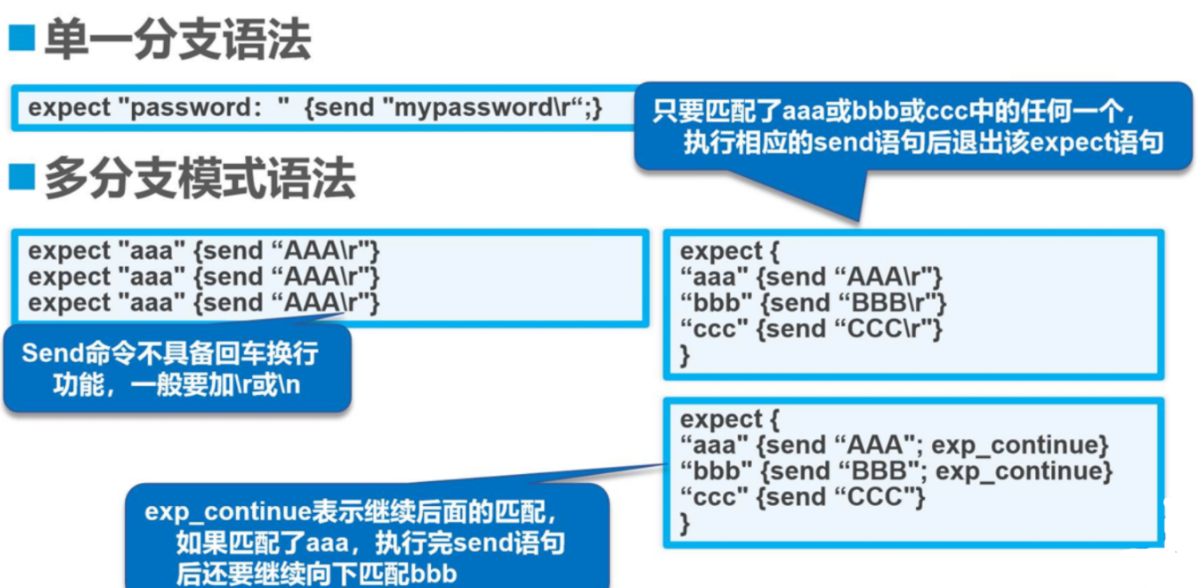 单一分支语法
expect "password：" {send "mypassword\r“;}
只要匹配了aaa或bbb或ccc中的任何一个，
执行相应的send语句后退出该expect语句
多分支模式语法
expect "aaa" {send “AAA\r"}
expect "aaa" {send “AAA\r"}
expect "aaa" {send “AAA\r"}
Send命令不具备回车换行
功能，一般要加\r或\n
expect {
“aaa" {send “AAA\r"}
“bbb" {send “BBB\r"}
“ccc" {send “CCC\r"}
}
expect {
“aaa" {send “AAA"; exp_continue}
“bbb" {send “BBB"; exp_continue}
“ccc" {send “CCC"}
}
exp_continue表示继续后面的匹配，
如果匹配了aaa，执行完send语句
后还要继续向下匹配bbb